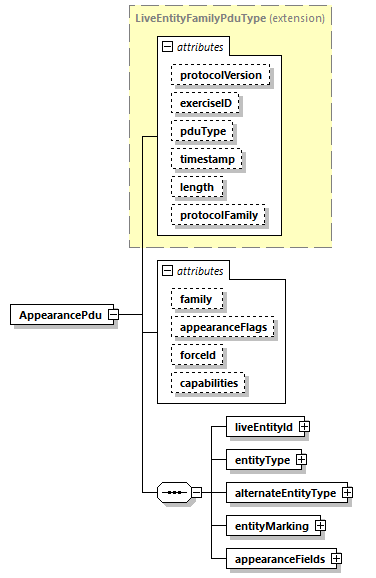 LiveEntityFamilyPduType (extension)
attributes
protocolVersion
exerciseID
pduType
timestamp
length
protocolFamily
attributes
family
appearanceFlags
forceId
capabilities
AppearancePdu
liveEntityId
entityType
alternateEntityType
entityMarking
appearanceFields